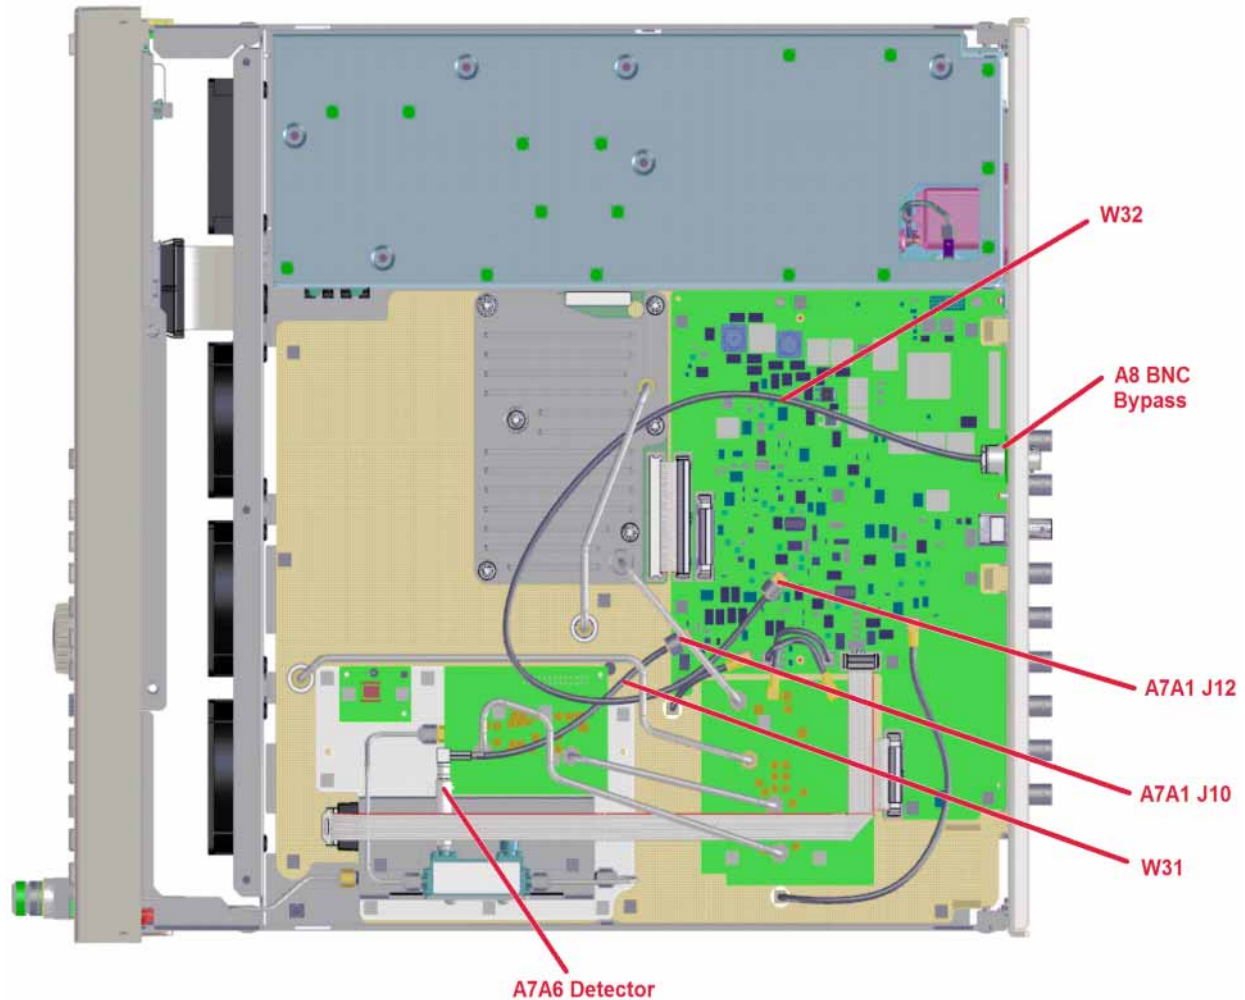 W32
A8 BNC
Bypass
A7A1 J12
A7A1 J10
W31
A7A6 Detector